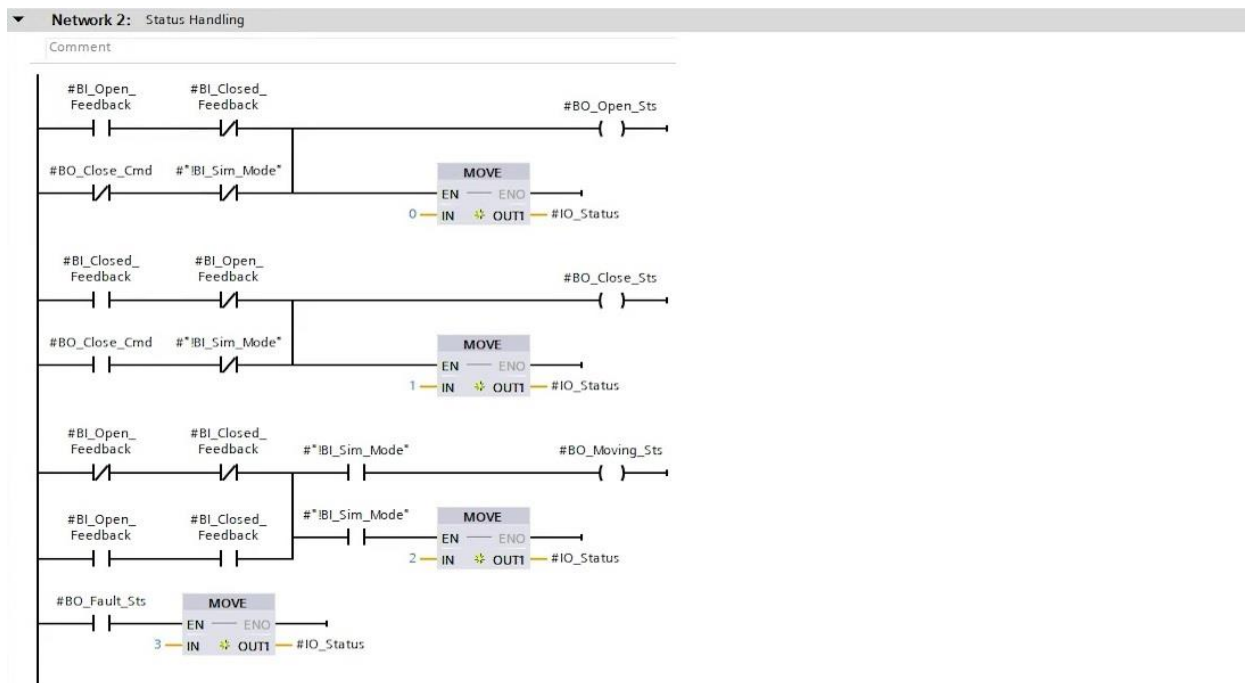 Network 2: Status Handling
Comment
#BI_Open_ #BI_Closed_
Feedback Feedback #BO_Open_Sts
#BO_Close_Cmd #"!BI_Sim_Mode" MOVE
EN ENO
0 IN OUT1 #IO_Status
#BI_Closed_ #BI_Open_
Feedback Feedback #BO_Close_Sts
#BO_Close_Cmd #"!BI_Sim_Mode" MOVE
EN ENO
1 IN OUT1 #IO_Status
#BI_Open_ #BI_Closed_
Feedback Feedback #"!BI_Sim_Mode" #BO_Moving_Sts
#BI_Open_ #BI_Closed_ #"!BI_Sim_Mode" MOVE
Feedback Feedback EN ENO
2 IN OUT1 #IO_Status
#BO_Fault_Sts MOVE
EN ENO
3 IN OUT1 #IO_Status